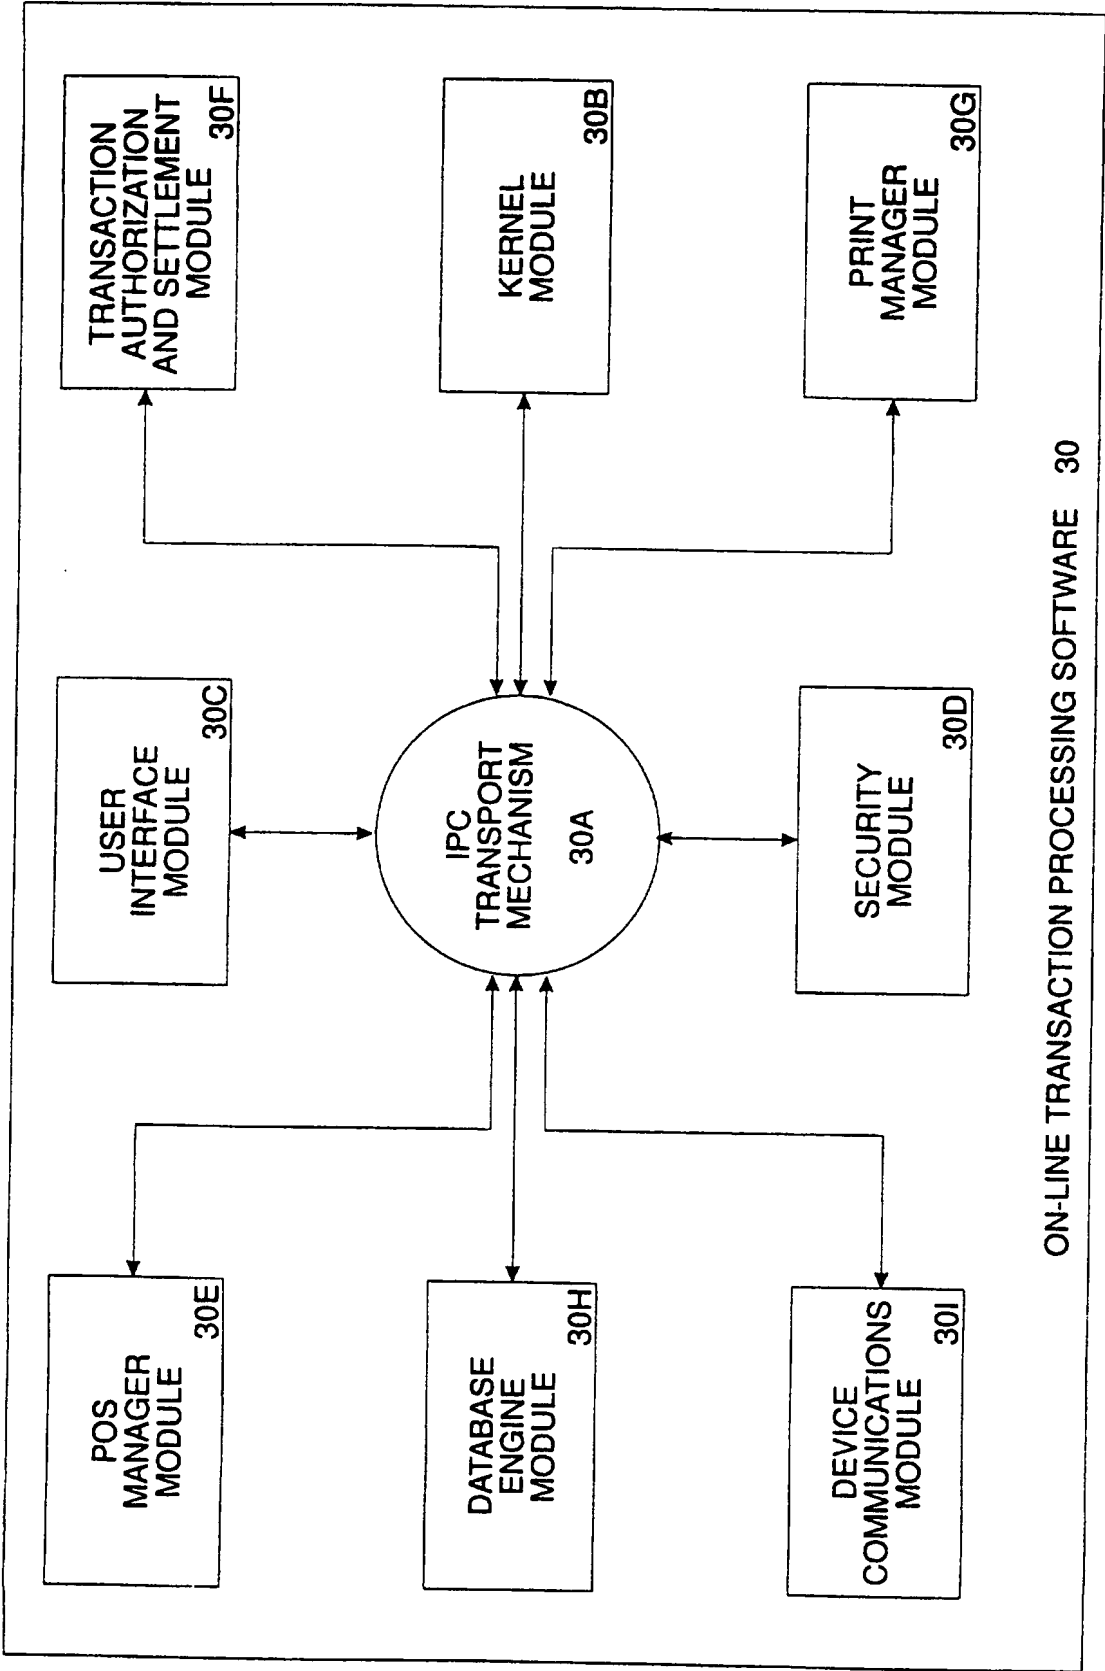 POS
MANAGER
MODULE
30E
USER
INTERFACE
MODULE
30C
TRANSACTION
AUTHORIZATION
AND SETTLEMENT
MODULE
30F
DATABASE
ENGINE
MODULE
30H
IPC
TRANSPORT
MECHANISM
30A
KERNEL
MODULE
30B
DEVICE
COMMUNICATIONS
MODULE
30I
SECURITY
MODULE
30D
PRINT
MANAGER
MODULE
30G
ON-LINE TRANSACTION PROCESSING SOFTWARE 30